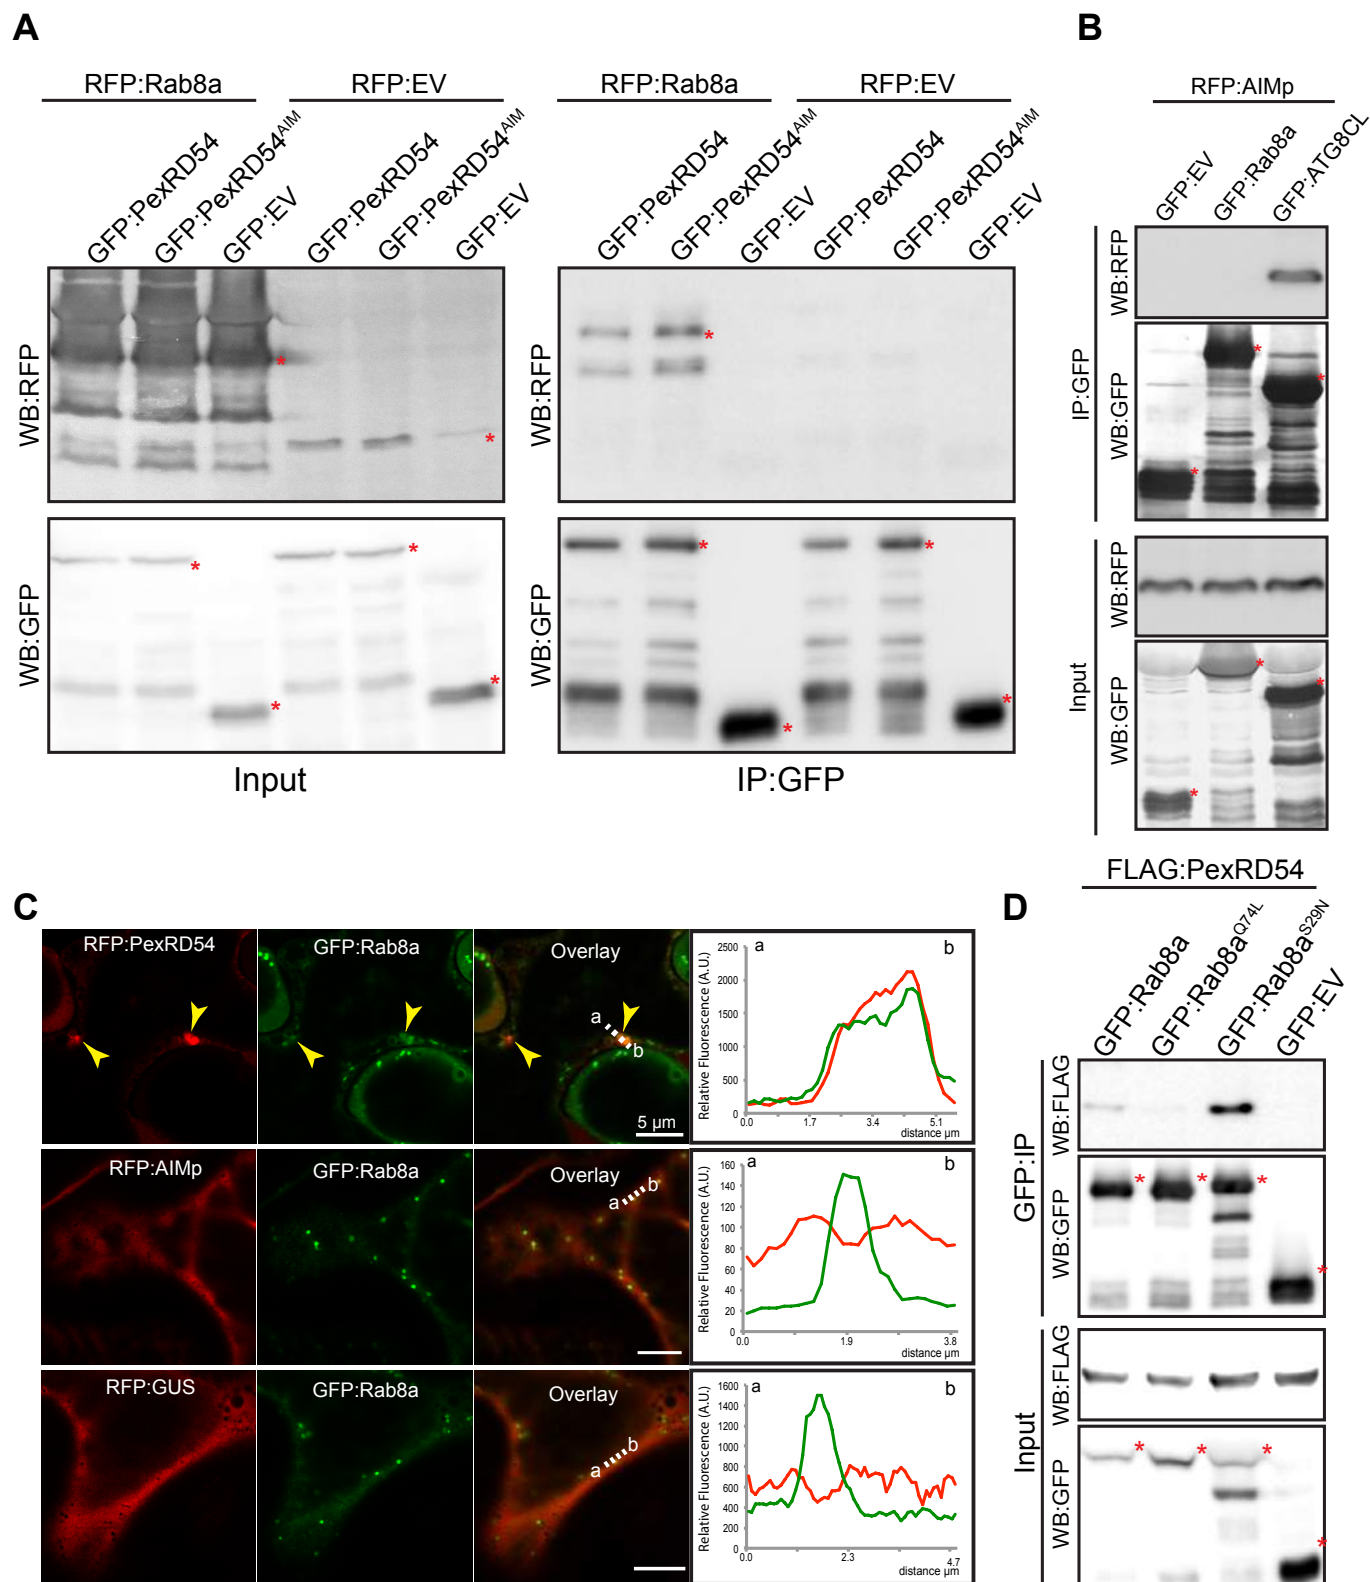 A
RFP:Rab8a
RFP:EV
RFP:Rab8a
RFP:EV
GFP:PexRD54
GFP:PexRD54AIM
GFP:EV
GFP:PexRD54
GFP:PexRD54AIM
GFP:EV
GFP:PexRD54
GFP:PexRD54AIM
GFP:EV
GFP:PexRD54
GFP:PexRD54AIM
GFP:EV
WB:RFP
WB:RFP
WB:GFP
WB:GFP
Input
IP:GFP
B
RFP:AIMp
GFP:EV
GFP:Rab8a
GFP:ATG8CL
IP:GFP
WB:RFP
WB:GFP
Input
WB:RFP
WB:GFP
C
RFP:PexRD54
GFP:Rab8a
Overlay
a
b
5 µm
a
b
Relative Fluorescence (A.U.)
2500
2000
1500
1000
500
0
0.0
1.7
3.4
5.1
distance µm
RFP:AIMp
GFP:Rab8a
Overlay
a
b
a
b
Relative Fluorescence (A.U.)
160
140
120
100
80
60
40
20
0
0.0
1.9
3.8
distance µm
RFP:GUS
GFP:Rab8a
Overlay
a
b
a
b
Relative Fluorescence (A.U.)
1600
1400
1200
1000
800
600
400
200
0
0.0
2.3
4.7
distance µm
D
FLAG:PexRD54
GFP:Rab8a
GFP:Rab8aQ74L
GFP:Rab8aS29N
GFP:EV
GFP:IP
WB:FLAG
WB:GFP
Input
WB:FLAG
WB:GFP